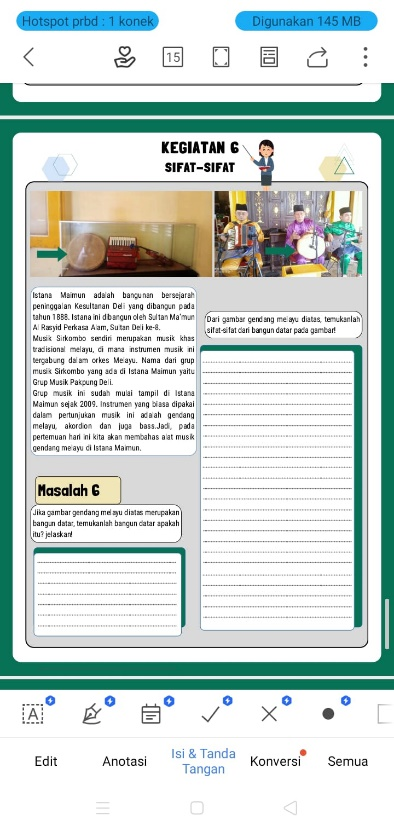 Hotspot prbd : 1 konek
Digunakan 145 MB
15
KEGIATAN 6
SIFAT-SIFAT
Istana Maimun adalah bangunan bersejarah
peninggalan Kesultanan Deli yang dibangun pada
tahun 1888. Istana ini dibangun oleh Sultan Ma'mun
Al Rasyid Perkasa Alam, Sultan Deli ke-8.
Musik Sirkombo sendiri merupakan musik khas
tradisional melayu, di mana instrumen musik ini
tergabung dalam orkes Melayu. Nama dari grup
musik Sirkombo yang ada di Istana Maimun yaitu
Grup Musik Pakpung Deli.
Grup musik ini sudah mulai tampil di Istana
Maimun sejak 2009. Instrumen yang biasa dipakai
dalam pertunjukan musik ini adalah gendang
melayu, akordion dan juga bass.Jadi, pada
pertemuan hari ini kita akan membahas alat musik
gendang melayu di Istana Maimun.
Masalah 6
Jika gambar gendang melayu diatas merupakan
bangun datar, temukanlah bangun datar apakah
itu? jelaskan!
Dari gambar gendang melayu diatas, temukanlah
sifat-sifat dari bangun datar pada gambar!
A
Edit
Anotasi
Isi & Tanda
Tangan
Konversi
Semua